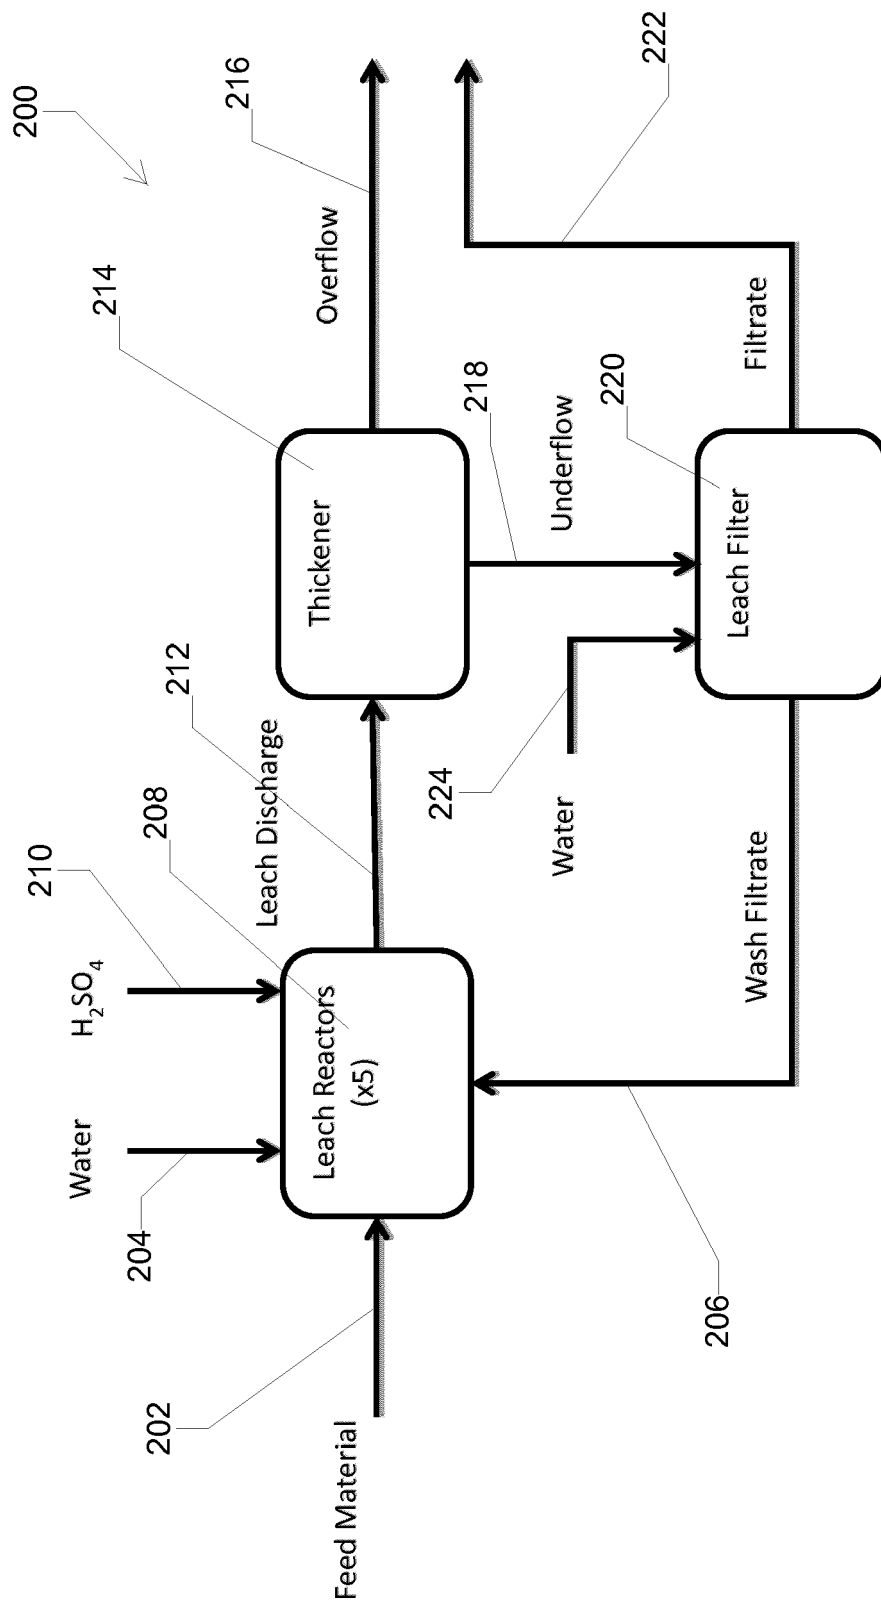 200
210
H₂SO₄
Water
204
202
Feed Material
Leach Reactors
(x5)
208
Leach Discharge
212
Thickener
214
Overflow
216
218
Underflow
Water
224
220
Leach Filter
Filtrate
222
Wash Filtrate
206